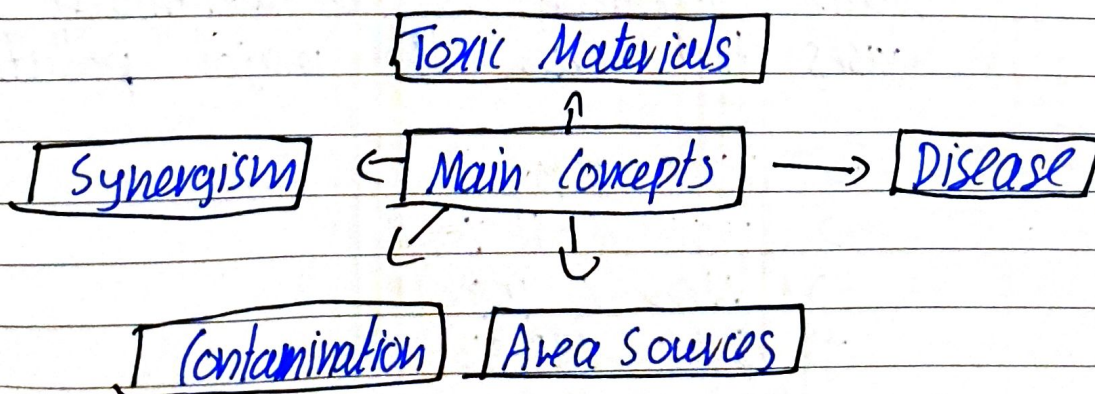 Toxic Materials
Synergism Main Concepts Disease
Contamination Area Sources